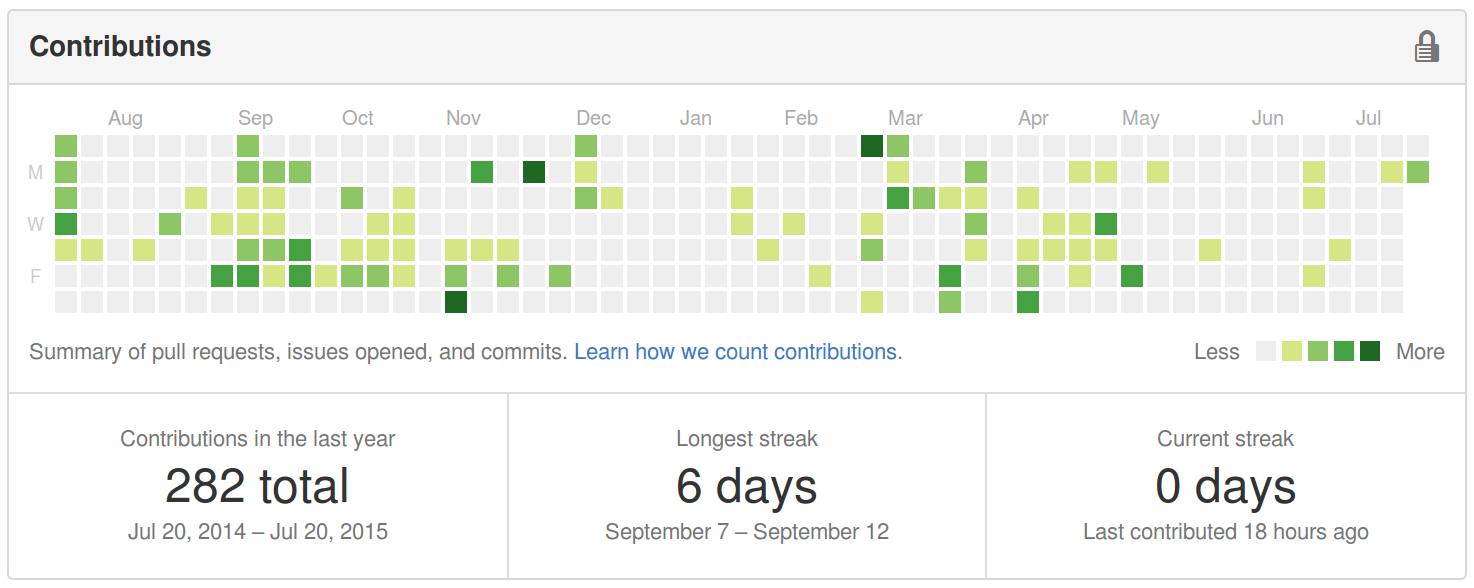 Contributions
Aug Sep Oct Nov Dec Jan Feb Mar Apr May Jun Jul
M
W
F
Summary of pull requests, issues opened, and commits. Learn how we count contributions.
Less More
Contributions in the last year
282 total
Jul 20, 2014 – Jul 20, 2015
Longest streak
6 days
September 7 – September 12
Current streak
0 days
Last contributed 18 hours ago